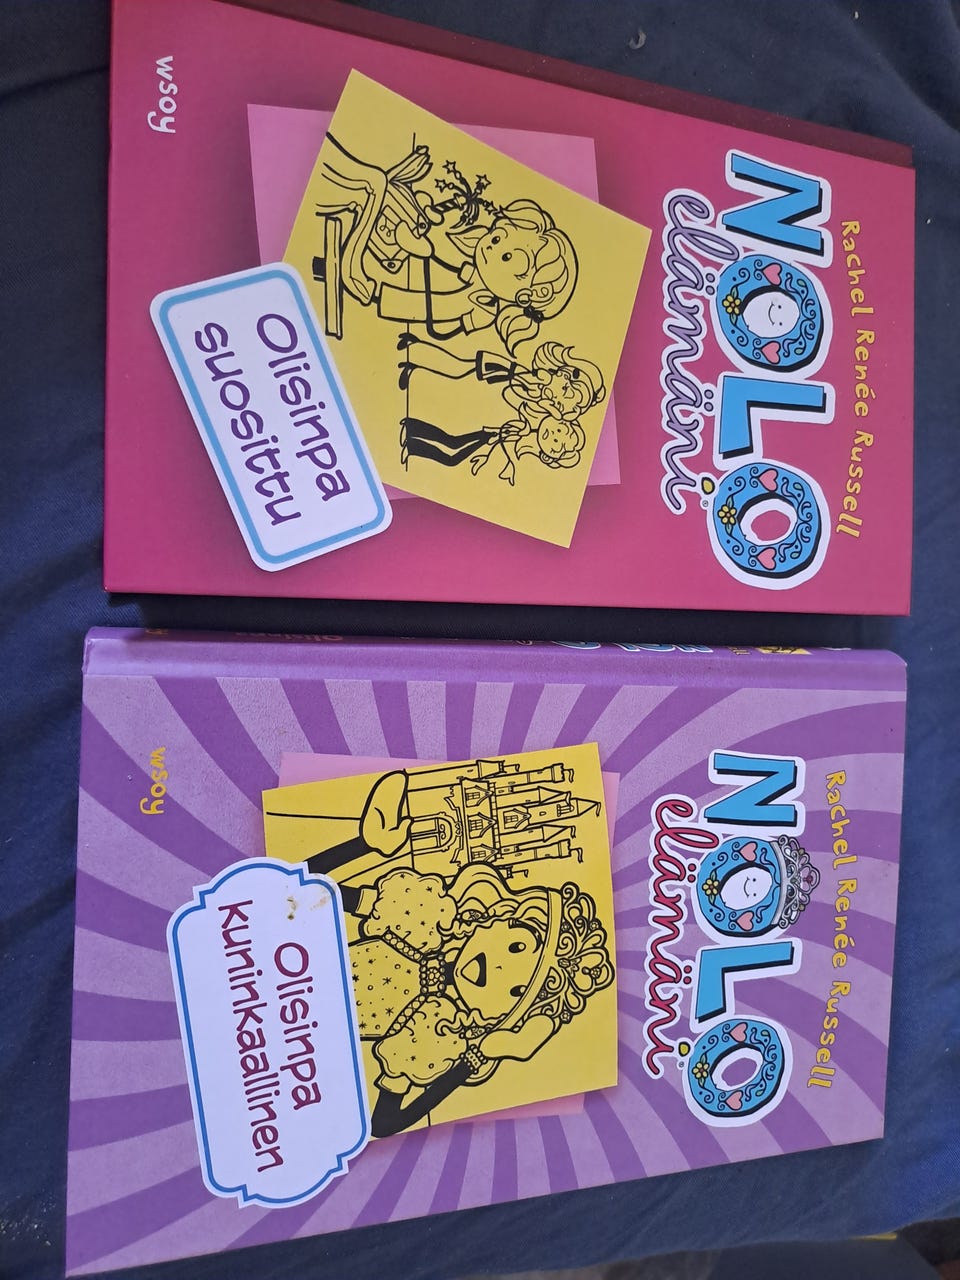 Rachel Renée Russell
NOLO
elämäni
Olisinpa
suosittu
wsoy
Rachel Renée Russell
NOLO
elämäni
Olisinpa
kuninkaallinen
wsoy